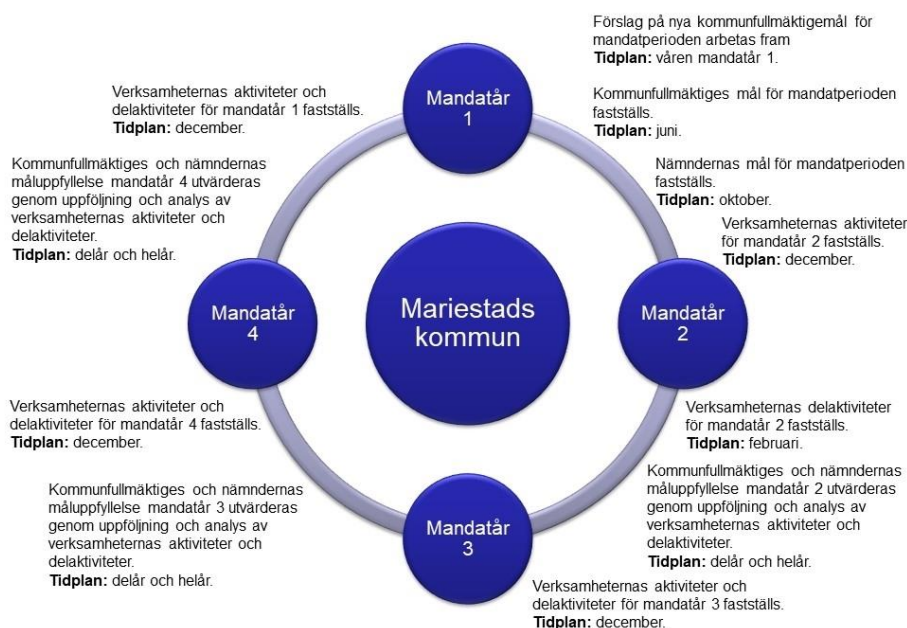 Förslag på nya kommunfullmäktigemål för
mandatperioden arbetas fram
Tidplan: våren mandatår 1.
Kommunfullmäktiges mål för mandatperioden
fastställs.
Tidplan: juni.
Nämndernas mål för mandatperioden
fastställs.
Tidplan: oktober.
Verksamheternas aktiviteter
för mandatår 2 fastställs.
Tidplan: december.
Verksamheternas delaktiviteter
för mandatår 2 fastställs.
Tidplan: februari.
Kommunfullmäktiges och nämndernas
måluppfyllelse mandatår 2 utvärderas
genom uppföljning och analys av
verksamheternas aktiviteter och
delaktiviteter.
Tidplan: delår och helår.
Verksamheternas aktiviteter och
delaktiviteter för mandatår 3 fastställs.
Tidplan: december.
Kommunfullmäktiges och nämndernas
måluppfyllelse mandatår 3 utvärderas
genom uppföljning och analys av
verksamheternas aktiviteter och
delaktiviteter.
Tidplan: delår och helår.
Verksamheternas aktiviteter och
delaktiviteter för mandatår 4 fastställs.
Tidplan: december.
Kommunfullmäktiges och nämndernas
måluppfyllelse mandatår 4 utvärderas
genom uppföljning och analys av
verksamheternas aktiviteter och
delaktiviteter.
Tidplan: delår och helår.
Verksamheternas aktiviteter och
delaktiviteter för mandatår 1 fastställs.
Tidplan: december.
Mandatår
1
Mandatår
2
Mandatår
3
Mandatår
4
Mariestads
kommun